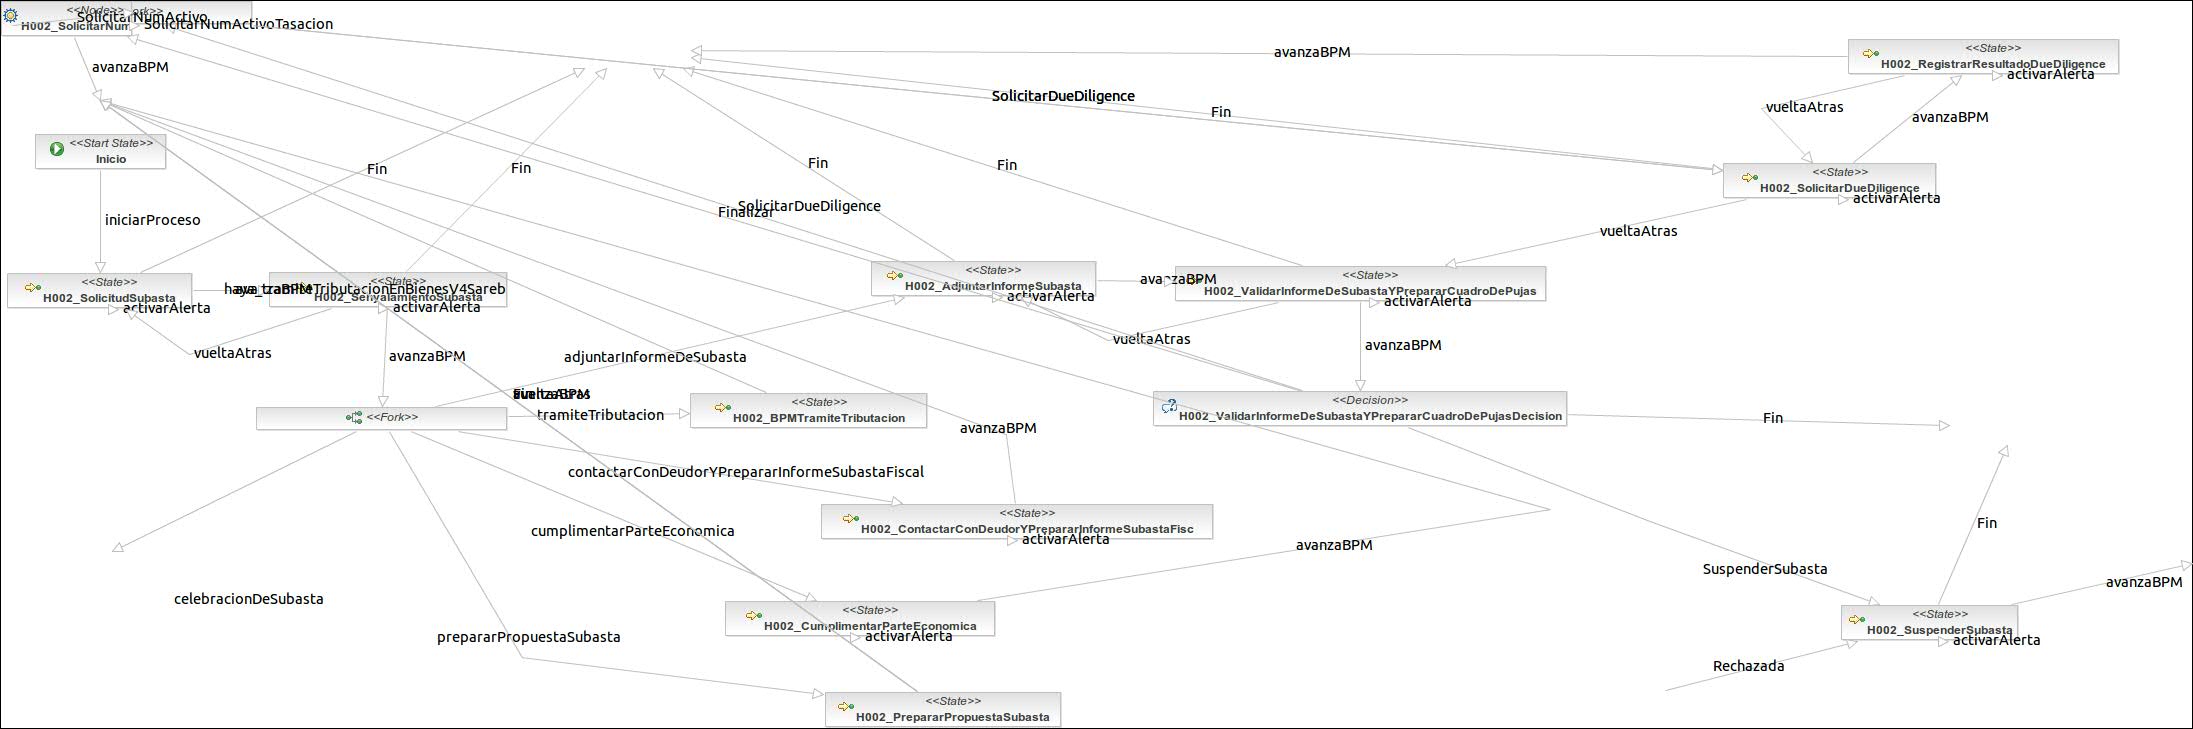 <<Node>>
H002_SolicitarNum
SolicitarNumActivo
SolicitarNumActivoTasacion
avanzaBPM
avanzaBPM
<<State>>
H002_RegistrarResultadoDueDiligence
activarAlerta
SolicitarDueDiligence
Fin
vueltaAtras
avanzaBPM
<<Start State>>
Inicio
Fin
Fin
Fin
Fin
<<State>>
H002_SolicitarDueDiligence
activarAlerta
iniciarProceso
Finalizar
SolicitarDueDiligence
vueltaAtras
<<State>>
H002_SolicitudSubasta
activarAlerta
<<State>>
H002_SenyalamientoSubasta
activarAlerta
<<State>>
H002_AdjuntarInformeSubasta
activarAlerta
avanzaBPM
<<State>>
H002_ValidarInformeDeSubastaYPrepararCuadroDePujas
activarAlerta
vueltaAtras
avanzaBPM
adjuntarInformeDeSubasta
vueltaAtras
avanzaBPM
<<Fork>>
tramiteTributacion
<<State>>
H002_BPMTramiteTributacion
<<Decision>>
H002_ValidarInformeDeSubastaYPrepararCuadroDePujasDecision
Fin
avanzaBPM
contactarConDeudorYPrepararInformeSubastaFiscal
<<State>>
H002_ContactarConDeudorYPrepararInformeSubastaFisc
activarAlerta
cumplimentarParteEconomica
avanzaBPM
Fin
SuspenderSubasta
avanzaBPM
celebracionDeSubasta
<<State>>
H002_CumplimentarParteEconomica
activarAlerta
<<State>>
H002_SuspenderSubasta
activarAlerta
prepararPropuestaSubasta
Rechazada
<<State>>
H002_PrepararPropuestaSubasta